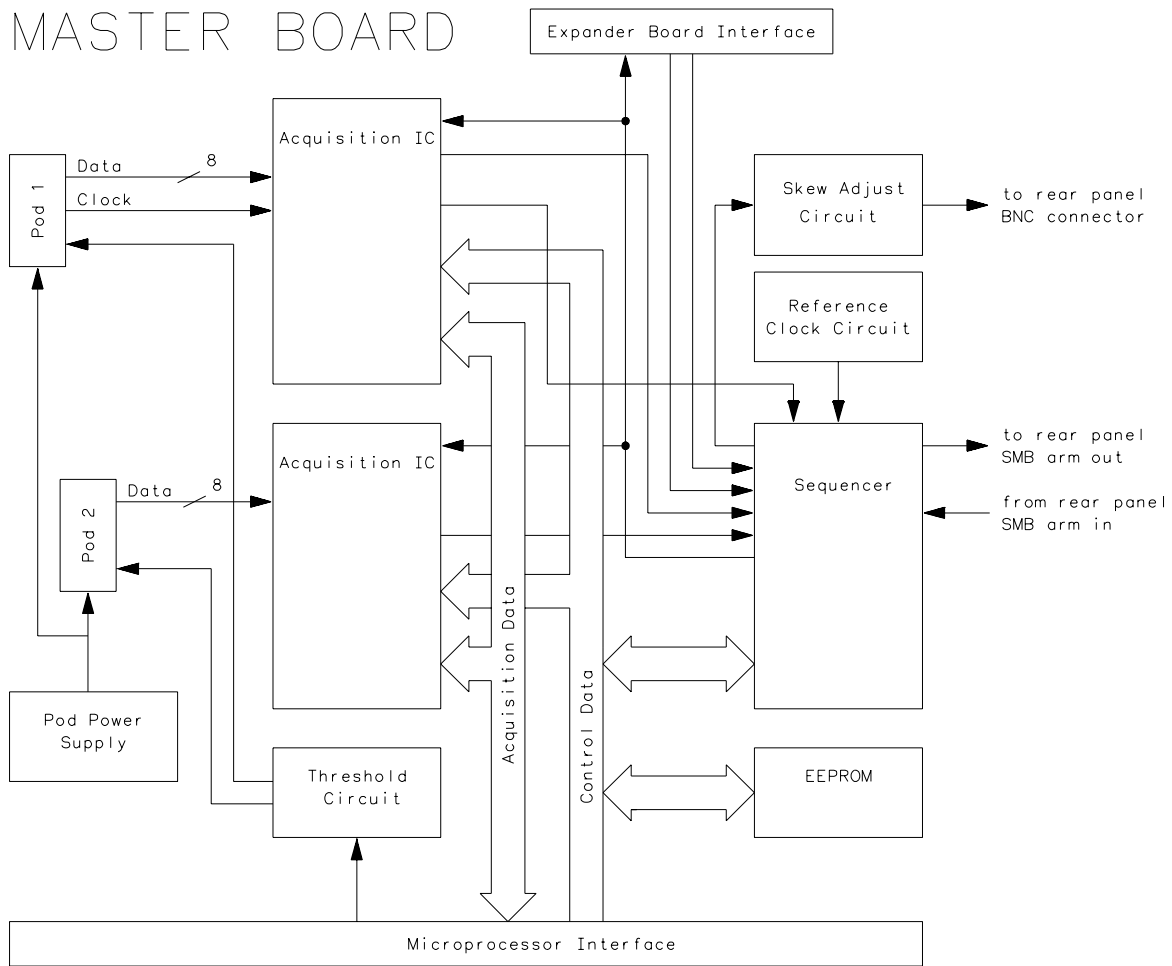 MASTER BOARD
Expander Board Interface
Acquisition IC
Data
8
Clock
Pod 1
Skew Adjust
Circuit
to rear panel
BNC connector
Reference
Clock Circuit
Acquisition IC
Data
8
Pod 2
Sequencer
to rear panel
SMB arm out
from rear panel
SMB arm in
Acquisition Data
Control Data
Pod Power
Supply
Threshold
Circuit
EEPROM
Microprocessor Interface